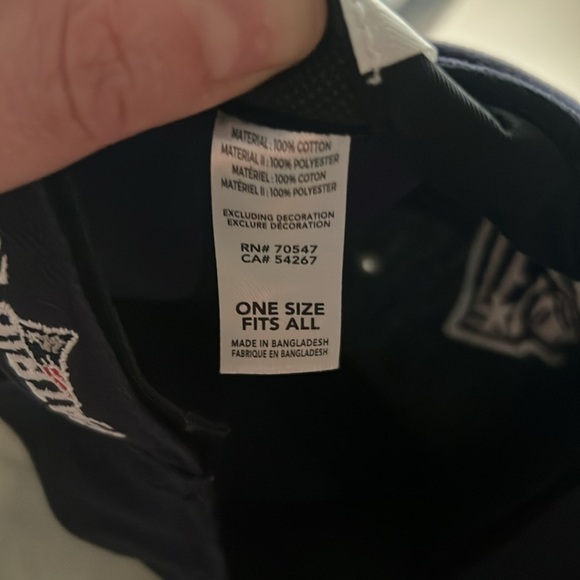 MATERIAL: 100% COTTON
MATERIAL II: 100% POLYESTER
MATÉRIEL: 100% COTON
MATÉRIEL II: 100% POLYESTER
EXCLUDING DECORATION
EXCLURE DÉCORATION
RN# 70547
CA# 54267
ONE SIZE
FITS ALL
MADE IN BANGLADESH
FABRIQUE EN BANGLADESH